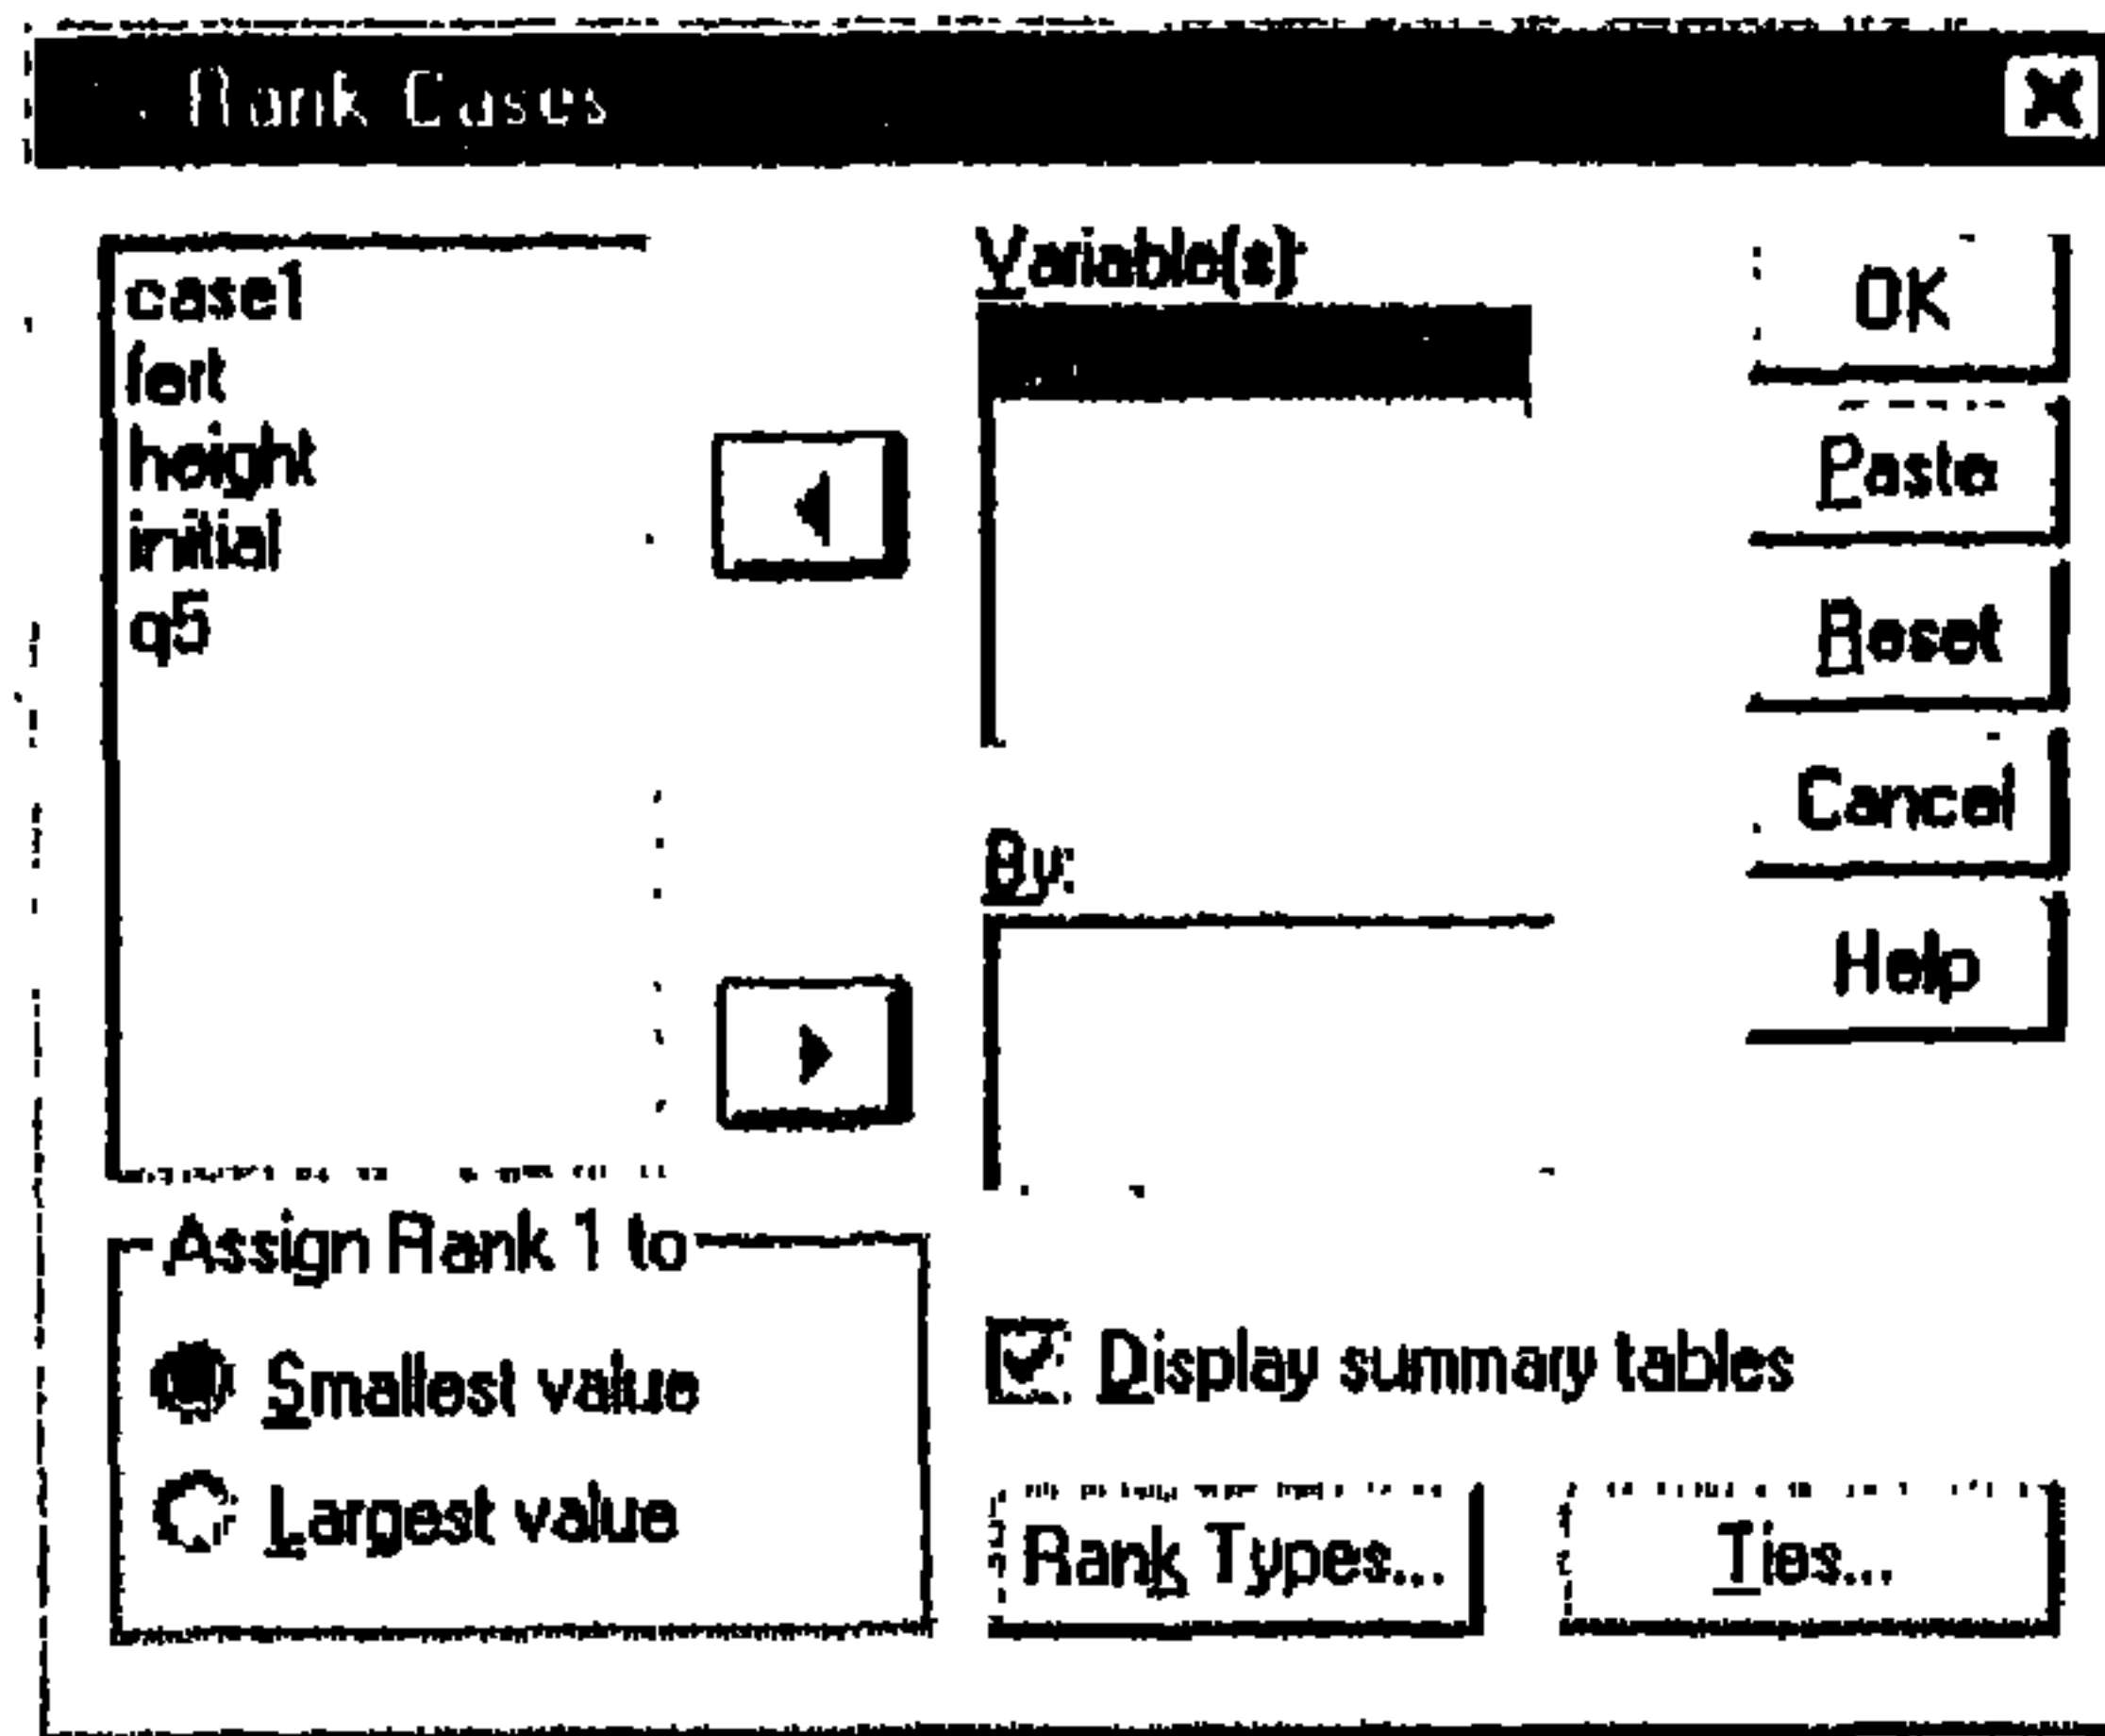 Rank Cases
case1
fort
height
initial
q5
Variable(s):
By:
OK
Paste
Reset
Cancel
Help
Assign Rank 1 to
Smallest value
Largest value
Display summary tables
Rank Types...
Ties...